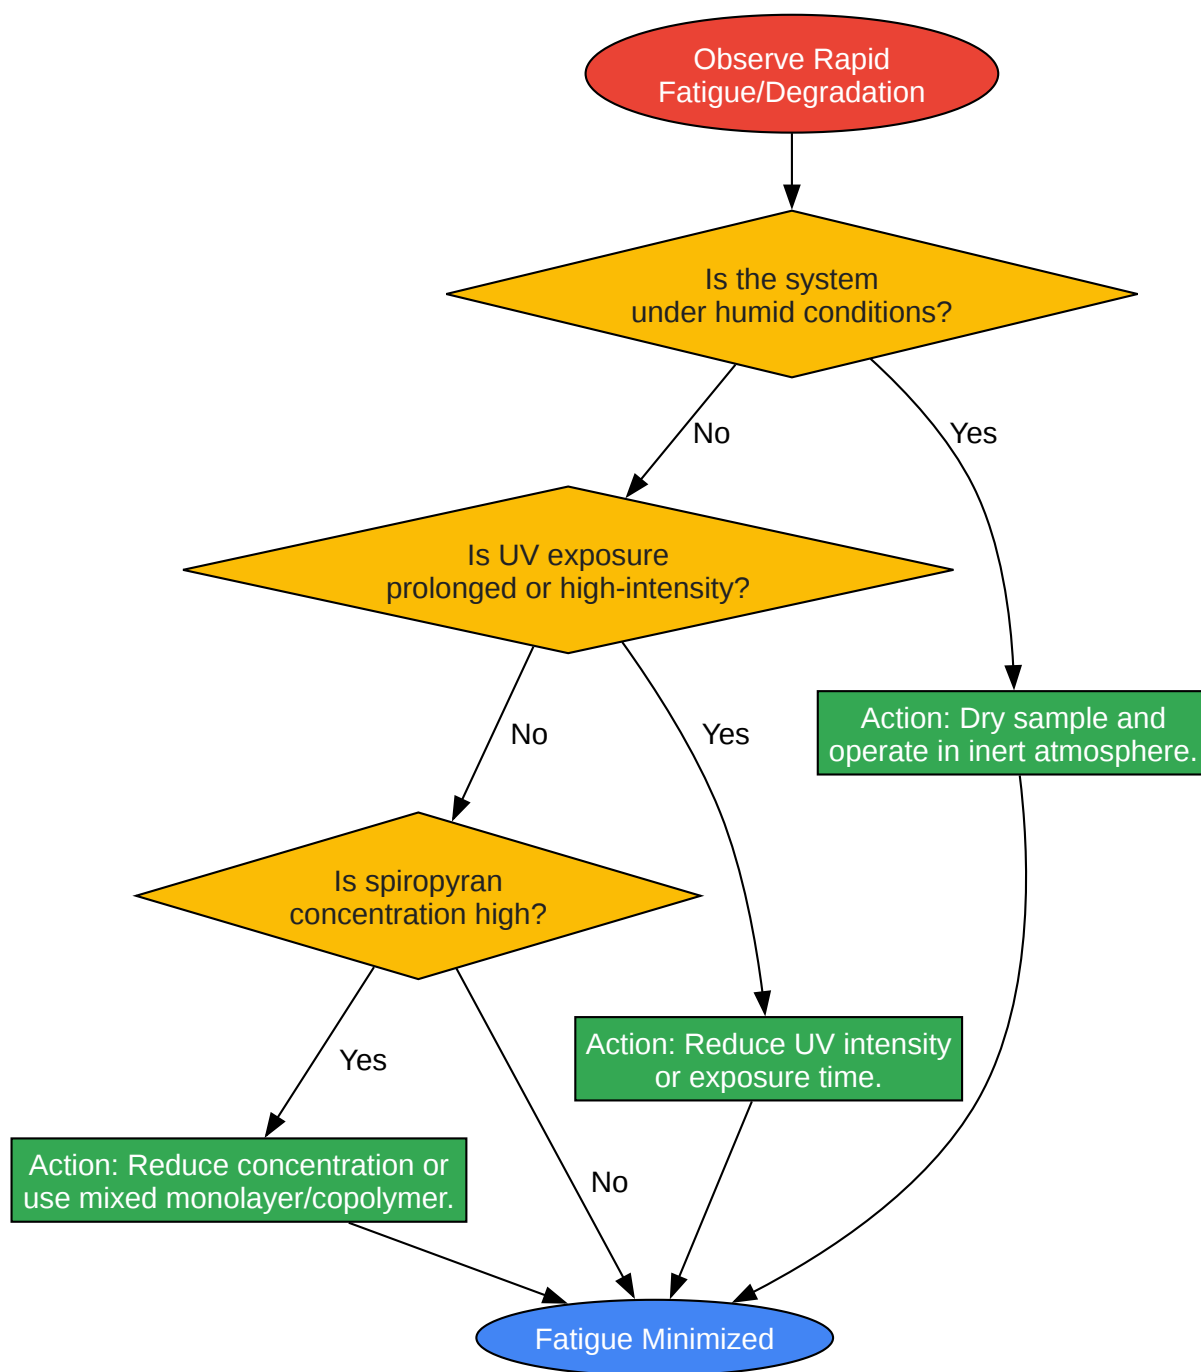 Observe Rapid
Fatigue/Degradation
Is the system
under humid conditions?
No
Yes
Is UV exposure
prolonged or high-intensity?
No
Yes
Action: Dry sample and
operate in inert atmosphere.
Is spiropyran
concentration high?
Yes
No
Action: Reduce UV intensity
or exposure time.
Action: Reduce concentration or
use mixed monolayer/copolymer.
Fatigue Minimized